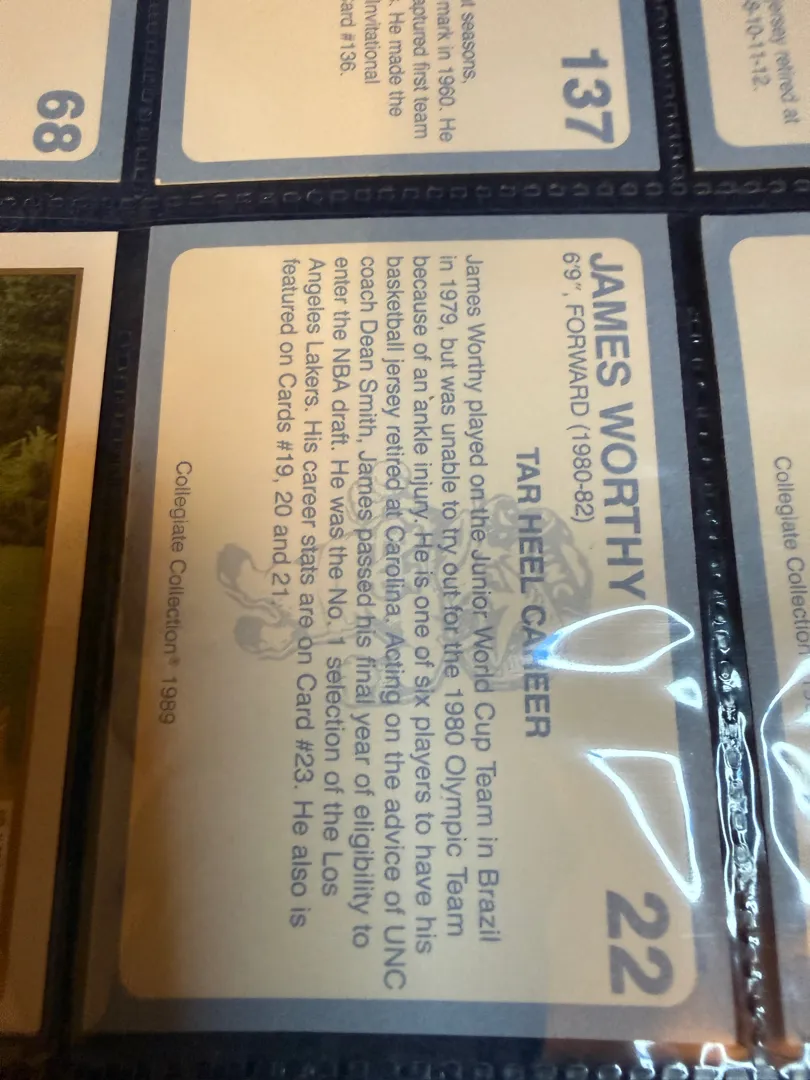 JAMES WORTHY 22
6'9", FORWARD (1980-82)
TAR HEEL CAREER
James Worthy played on the Junior World Cup Team in Brazil
in 1979, but was unable to try out for the 1980 Olympic Team
because of an ankle injury. He is one of six players to have his
basketball jersey retired at Carolina. Acting on the advice of UNC
coach Dean Smith, James passed his final year of eligibility to
enter the NBA draft. He was the No. 1 selection of the Los
Angeles Lakers. His career stats are on Card #23. He also is
featured on Cards #19, 20 and 21.
Collegiate Collection® 1989
137
t seasons,
mark in 1960. He
aptured first team
. He made the
Invitational
ard #136.
68
ersey retired at
9-10-11-12.
Collegiate Collection